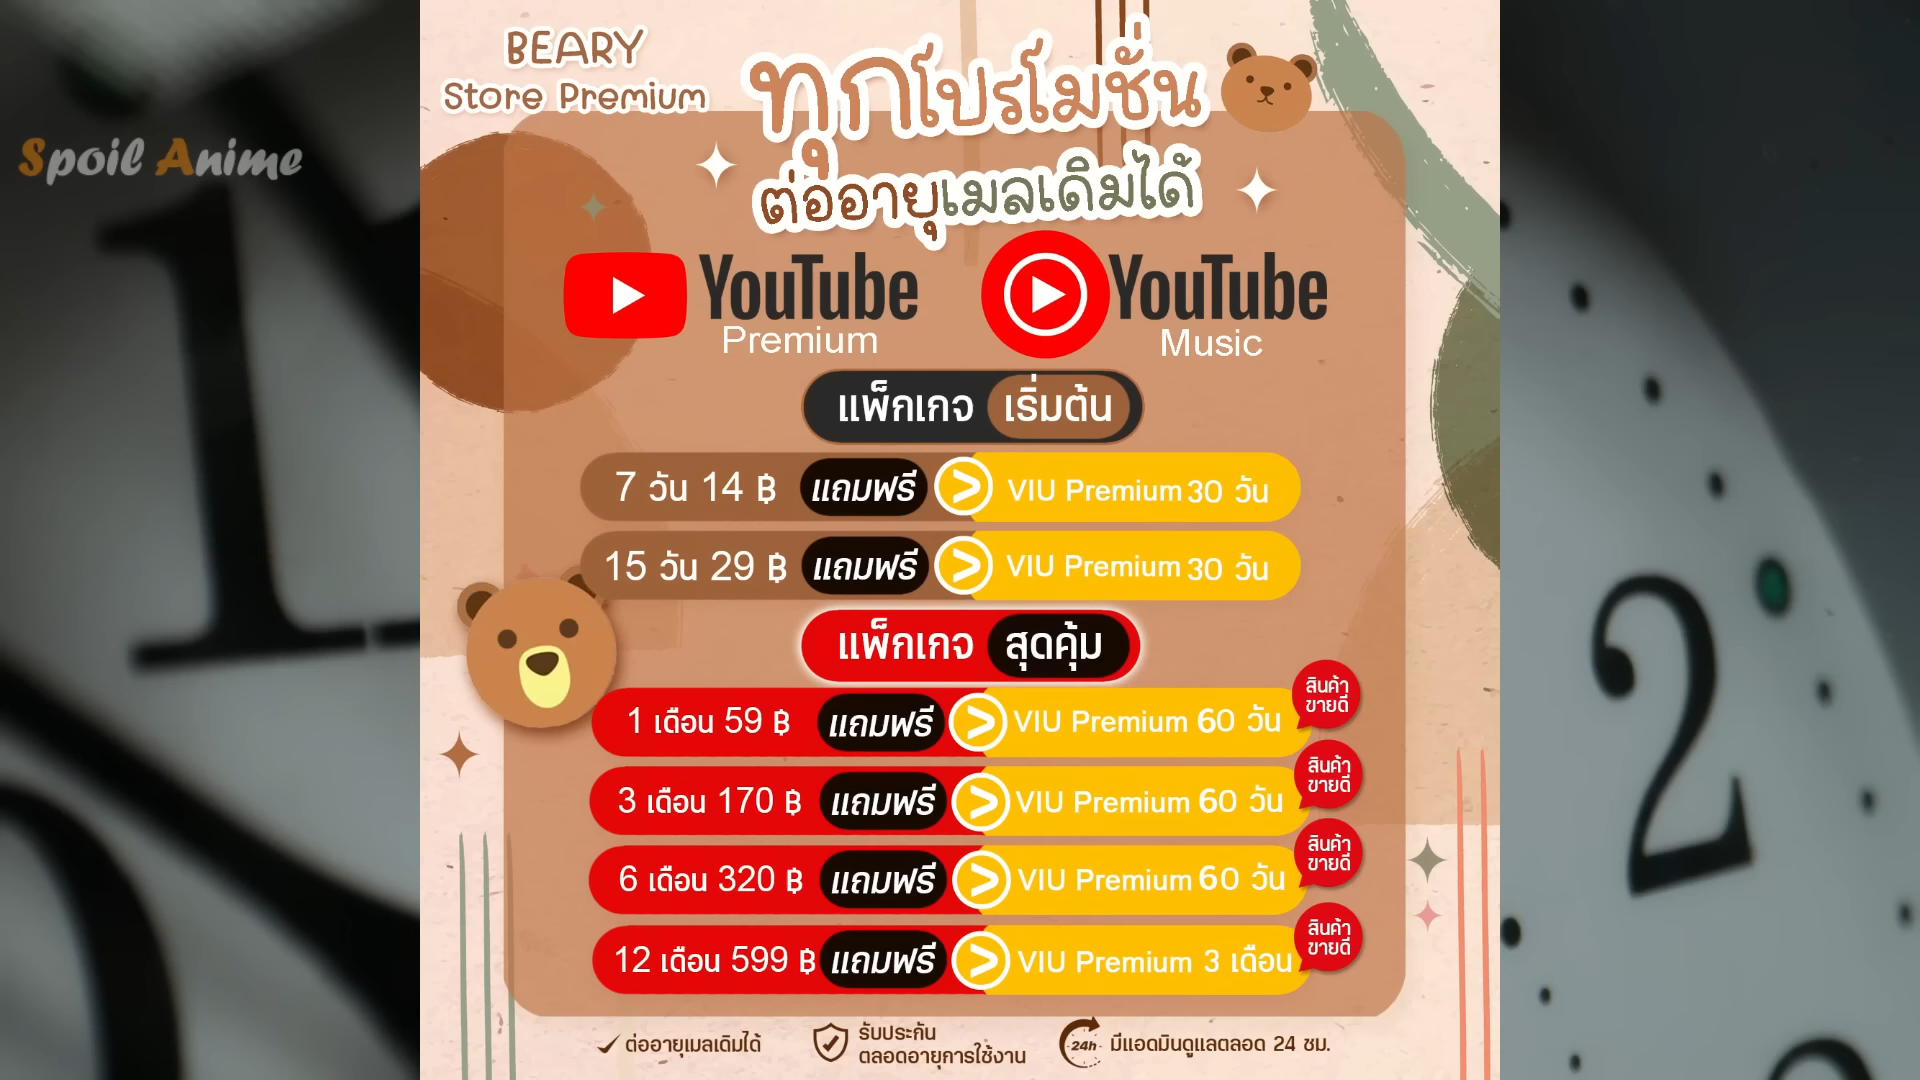 BEARY
Store Premium
Spoil Anime
ทุกโปรโมชั่น
ต่ออายุเมลเดิมได้
YouTube
Premium
YouTube
Music
แพ็กเกจ เริ่มต้น
7 วัน 14 ฿ แถมฟรี > VIU Premium 30 วัน
15 วัน 29 ฿ แถมฟรี > VIU Premium 30 วัน
แพ็กเกจ สุดคุ้ม
สินค้า
ขายดี
1 เดือน 59 ฿ แถมฟรี > VIU Premium 60 วัน
สินค้า
ขายดี
3 เดือน 170 ฿ แถมฟรี > VIU Premium 60 วัน
สินค้า
ขายดี
6 เดือน 320 ฿ แถมฟรี > VIU Premium 60 วัน
สินค้า
ขายดี
12 เดือน 599 ฿ แถมฟรี > VIU Premium 3 เดือน
ต่ออายุเมลเดิมได้
รับประกัน
ตลอดอายุการใช้งาน
24h
มีแอดมินดูแลตลอด 24 ชม.
1
2